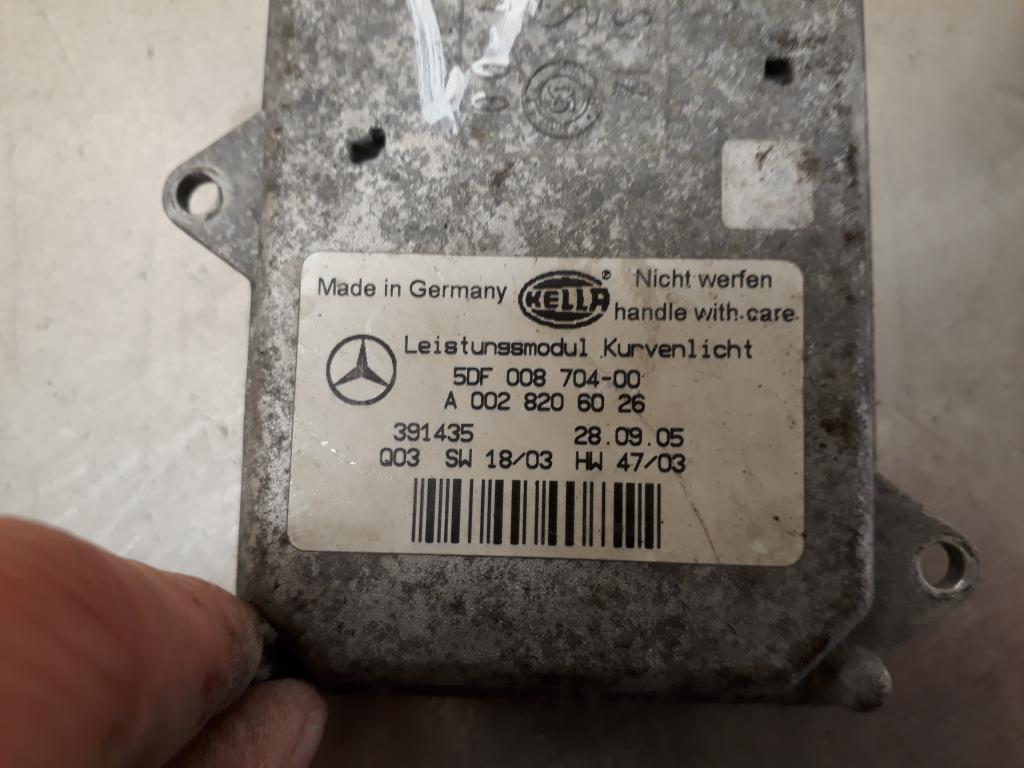 Made in Germany HELLA ® Nicht werfen
handle with care
Leistungsmodul Kurvenlicht
5DF 008 704-00
A 002 820 60 26
391435 28.09.05
Q03 SW 18/03 HW 47/03